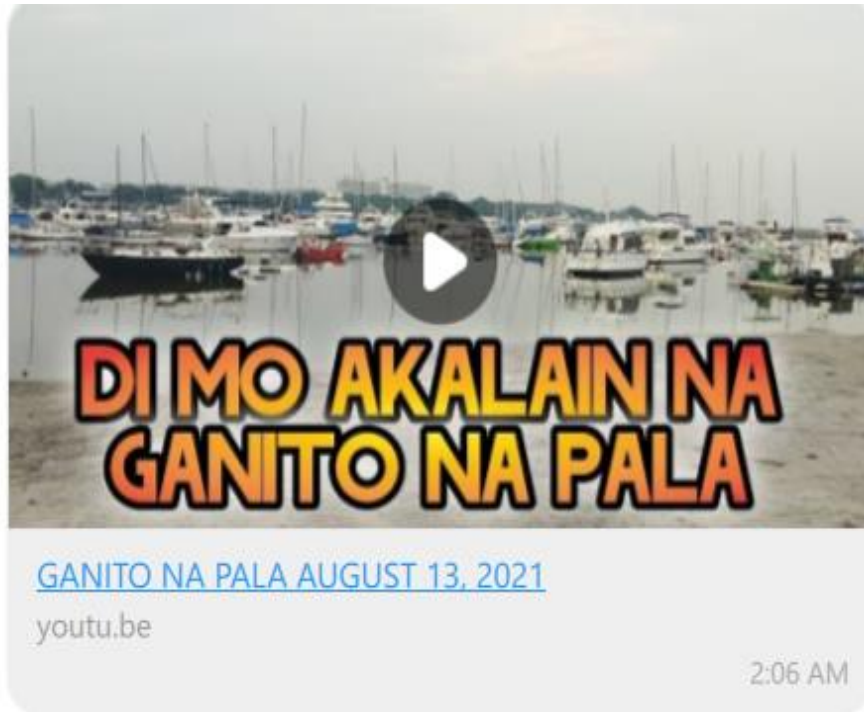 DI MO AKALAIN NA
GANITO NA PALA
GANITO NA PALA AUGUST 13, 2021
youtu.be
2:06 AM